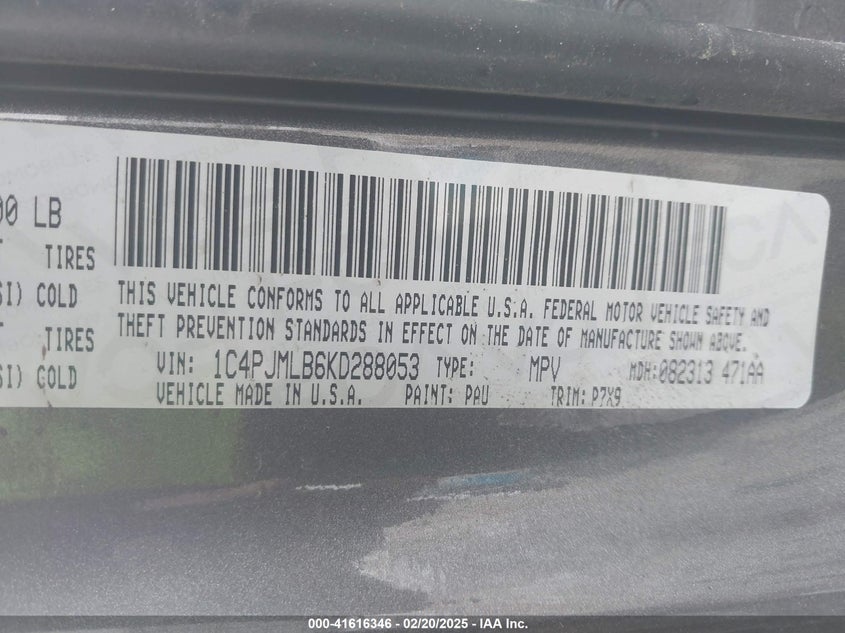 00 LB
TIRES
SI) COLD
TIRES
SI) COLD
THIS VEHICLE CONFORMS TO ALL APPLICABLE U.S.A. FEDERAL MOTOR VEHICLE SAFETY AND
THEFT PREVENTION STANDARDS IN EFFECT ON THE DATE OF MANUFACTURE SHOWN ABOVE.
VIN: 1C4PJMLB6KD288053 TYPE: MPV MDH:082313 471AA
VEHICLE MADE IN U.S.A. PAINT: PAU TRIM: P7X9
000-41616346 - 02/20/2025 - IAA Inc.